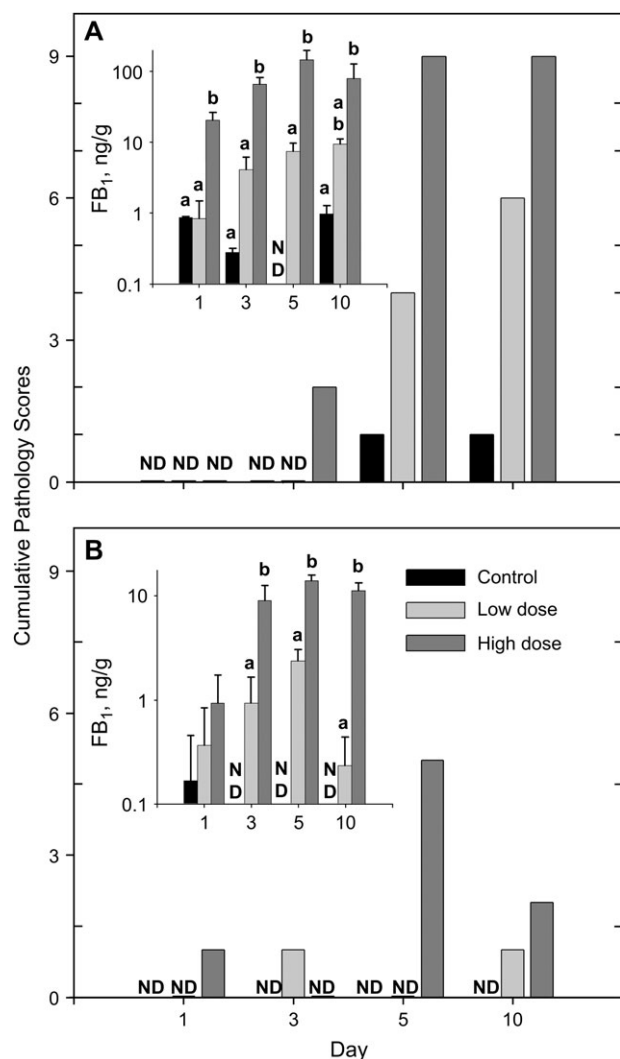 A
9
6
3
0
Cumulative Pathology Scores
FB1, ng/g
100
10
1
0.1
a
a
b
a
a
b
a
b
a
a
b
b
N
D
1
3
5
10
ND ND ND ND ND
B
9
6
3
0
FB1, ng/g
10
1
0.1
a
b
a
b
a
b
N
D
N
D
N
D
1
3
5
10
Control
Low dose
High dose
ND ND ND ND ND ND ND
1
3
5
10
Day